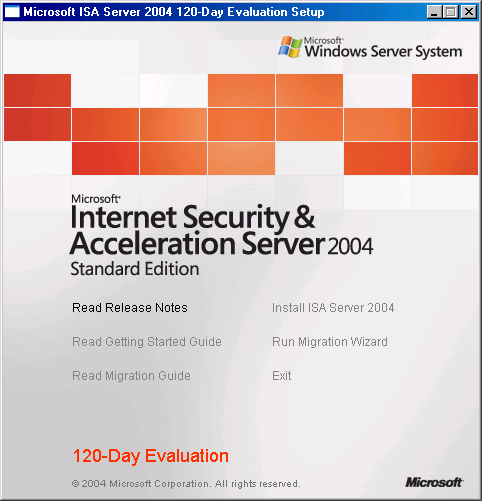 Microsoft ISA Server 2004 120-Day Evaluation Setup
Microsoft®
Windows Server System
Microsoft®
Internet Security &
Acceleration Server 2004
Standard Edition
Read Release Notes
Install ISA Server 2004
Read Getting Started Guide
Run Migration Wizard
Read Migration Guide
Exit
120-Day Evaluation
© 2004 Microsoft Corporation. All rights reserved.
Microsoft